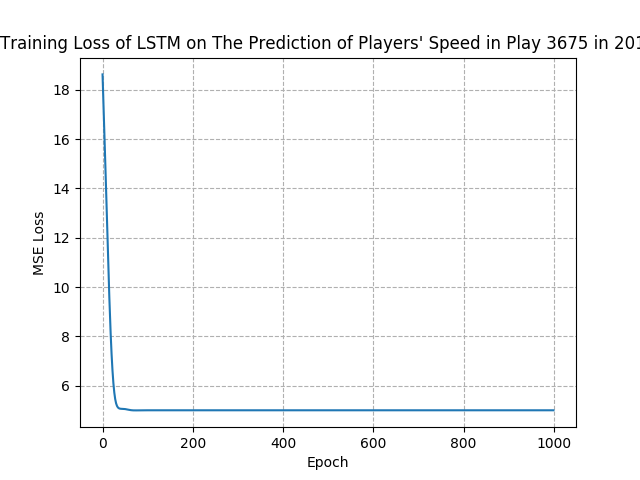 Training Loss of LSTM on The Prediction of Players' Speed in Play 3675 in 201
18
16
14
12
10
8
6
MSE Loss
0 200 400 600 800 1000
Epoch